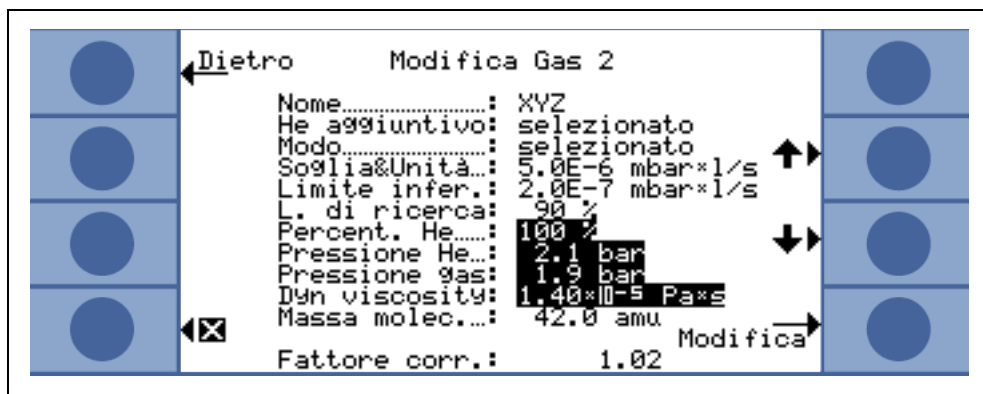 Dietro Modifica Gas 2
Nome......................: XYZ
He aggiuntivo: selezionato
Modo......................: selezionato
Soglia&Unità...: 5.0E-6 mbar×l/s
Limite infer.: 2.0E-7 mbar×l/s
L. di ricerca: 90 %
Percent. He.....: 100 %
Pressione He...: 2.1 bar
Pressione gas: 1.9 bar
Dyn viscosity: 1.40×10-5 Pa×s
Massa molec....: 42.0 amu
Modifica
Fattore corr.: 1.02